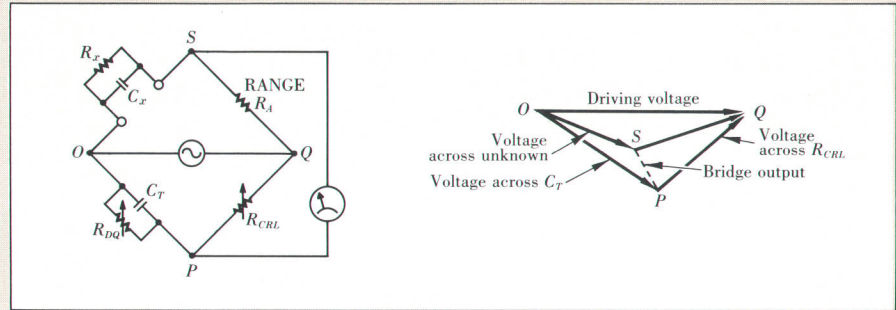 S
R_x
C_x
RANGE
R_A
O
Q
C_T
R_DQ
R_CRL
P
Driving voltage
O
Q
S
Voltage
across unknown
Voltage
across R_CRL
Bridge output
Voltage across C_T
P